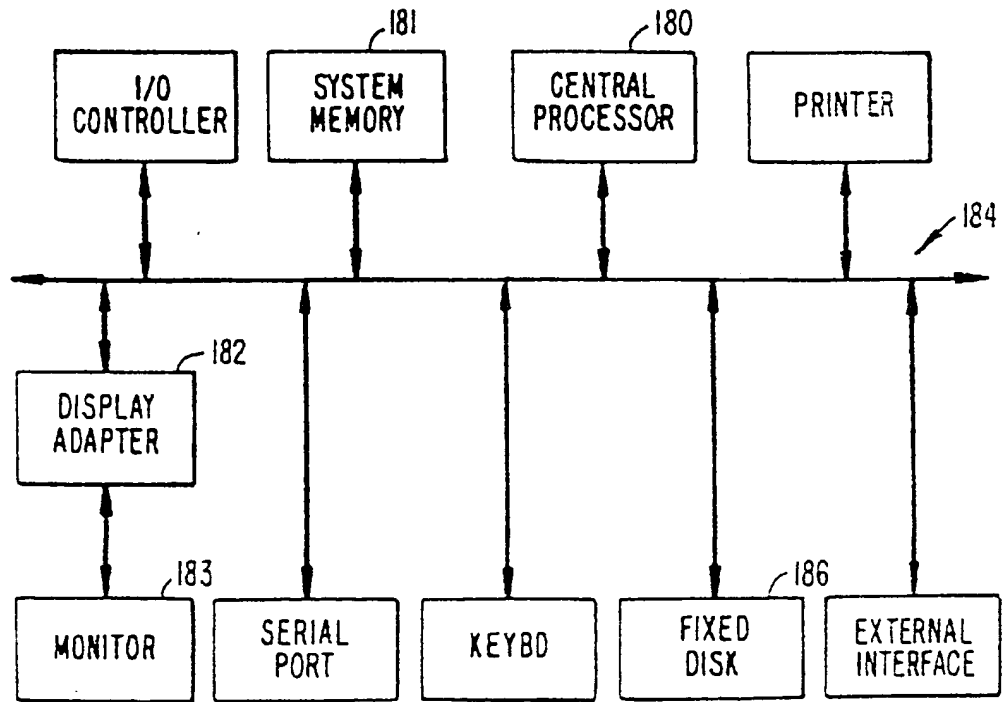 181
180
I/O
CONTROLLER
SYSTEM
MEMORY
CENTRAL
PROCESSOR
PRINTER
184
182
DISPLAY
ADAPTER
183
186
MONITOR
SERIAL
PORT
KEYBD
FIXED
DISK
EXTERNAL
INTERFACE